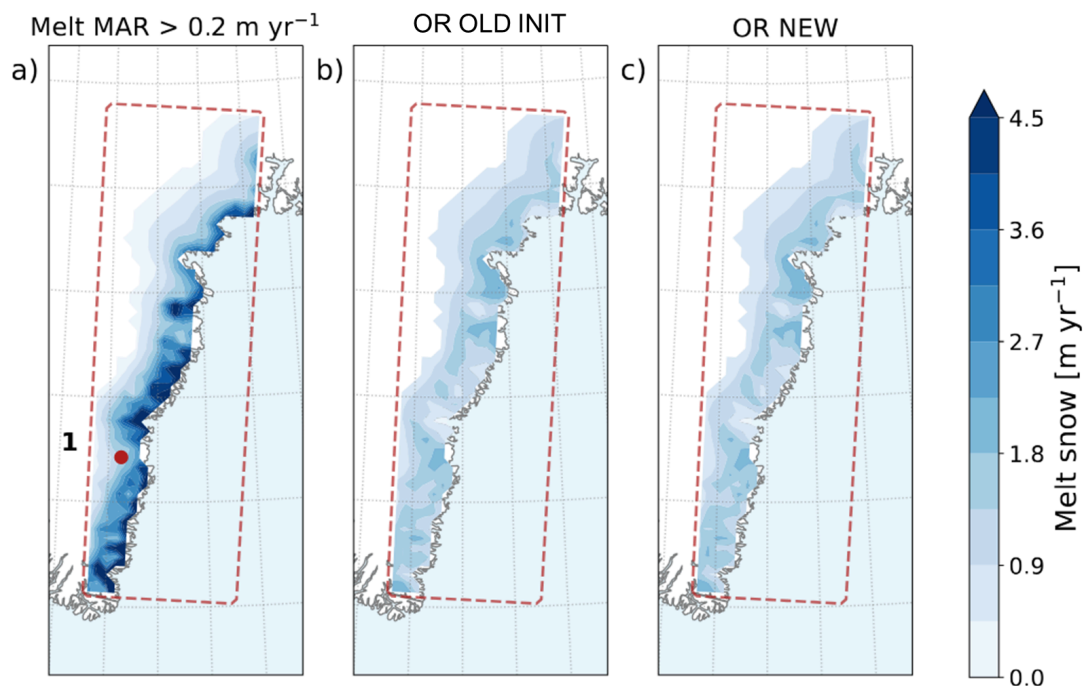 Melt MAR > 0.2 m yr⁻¹
OR OLD INIT
OR NEW
a)
b)
c)
1
4.5
3.6
2.7
1.8
0.9
0.0
Melt snow [m yr⁻¹]